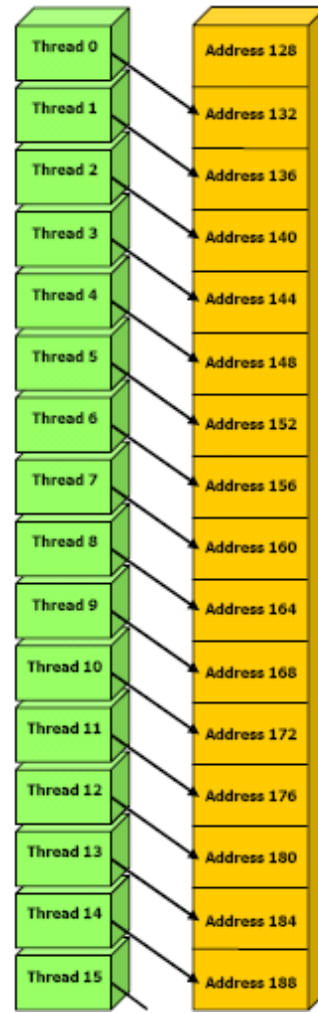 Thread 0
Address 128
Thread 1
Address 132
Thread 2
Address 136
Thread 3
Address 140
Thread 4
Address 144
Thread 5
Address 148
Thread 6
Address 152
Thread 7
Address 156
Thread 8
Address 160
Thread 9
Address 164
Thread 10
Address 168
Thread 11
Address 172
Thread 12
Address 176
Thread 13
Address 180
Thread 14
Address 184
Thread 15
Address 188